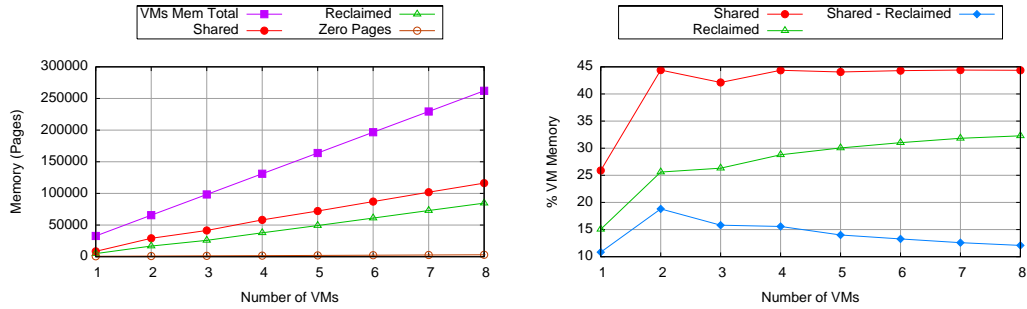 VMs Mem Total
Reclaimed
Shared
Zero Pages
300000
250000
200000
150000
100000
50000
0
Memory (Pages)
1 2 3 4 5 6 7 8
Number of VMs
Shared
Shared - Reclaimed
Reclaimed
45
40
35
30
25
20
15
10
% VM Memory
1 2 3 4 5 6 7 8
Number of VMs